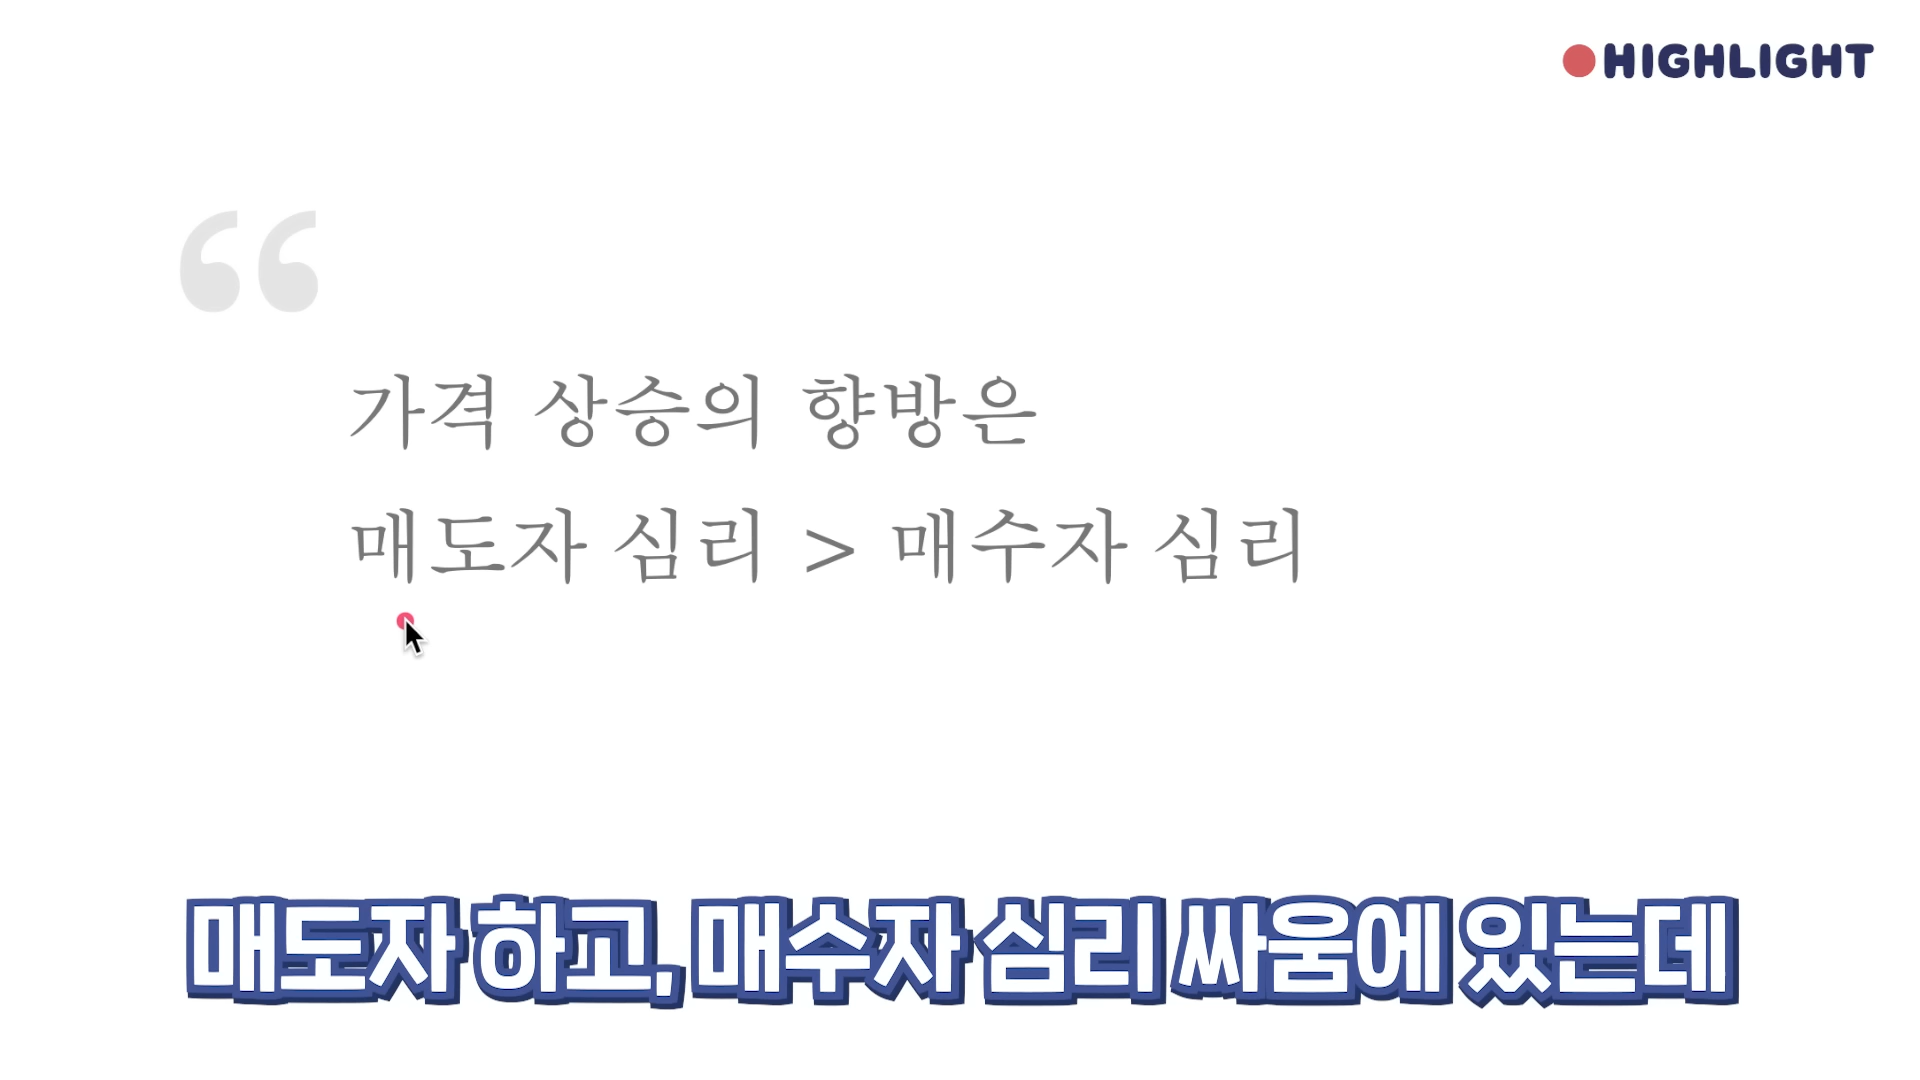 HIGHLIGHT
“
가격 상승의 향방은
매도자 심리 > 매수자 심리
매도자 하고, 매수자 심리 싸움에 있는데